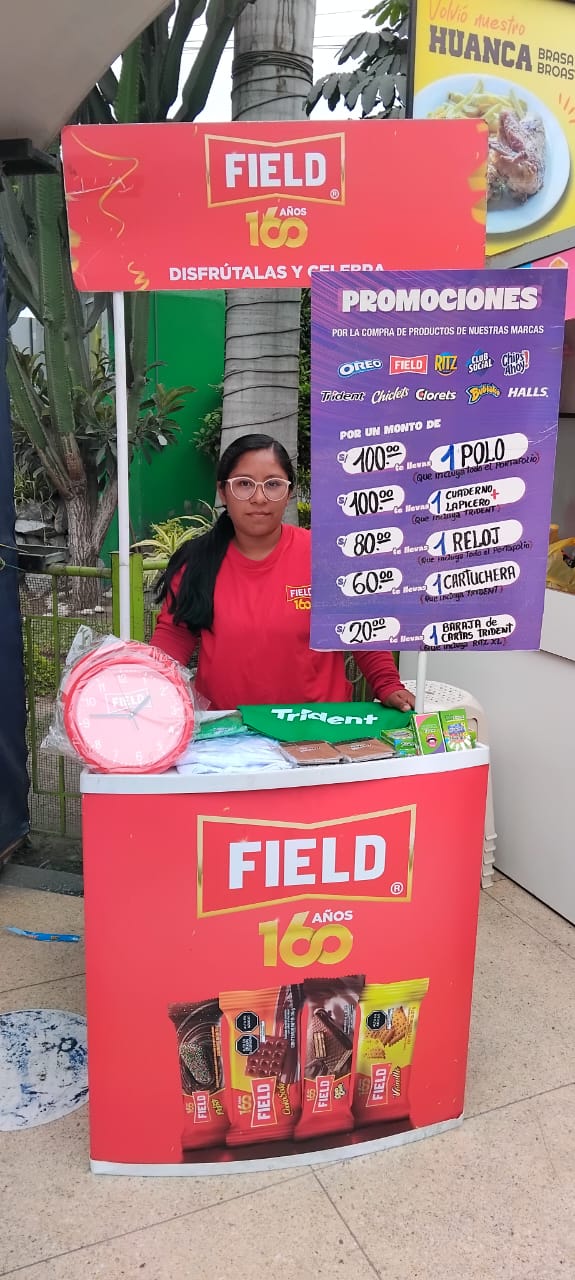 Volvió nuestro
HUANCA BRASA
BROAST
FIELD®
160 AÑOS
DISFRÚTALAS Y CELEBRA
PROMOCIONES
POR LA COMPRA DE PRODUCTOS DE NUESTRAS MARCAS
OREO FIELD RITZ CLUB SOCIAL Chips Ahoy!
Trident Chiclets Clorets Bubbaloo HALLS
POR UN MONTO DE
S/ 100.00 te llevas 1 POLO
(Que incluya todo el PORTAFOLIO)
S/ 100.00 te llevas 1 CUADERNO + LAPICERO
(Que incluya TRIDENT)
S/ 80.00 te llevas 1 RELOJ
(Que incluya Todo el Portafolio)
S/ 60.00 te llevas 1 CARTUCHERA
(Que incluya TRIDENT)
S/ 20.00 te llevas 1 BARAJA de CARTAS TRIDENT
(Que incluya RITZ XL)
FIELD
160
FIELD
Trident
FIELD®
160 AÑOS
FIELD
FIELD CocoSoda
FIELD
FIELD Vainilla